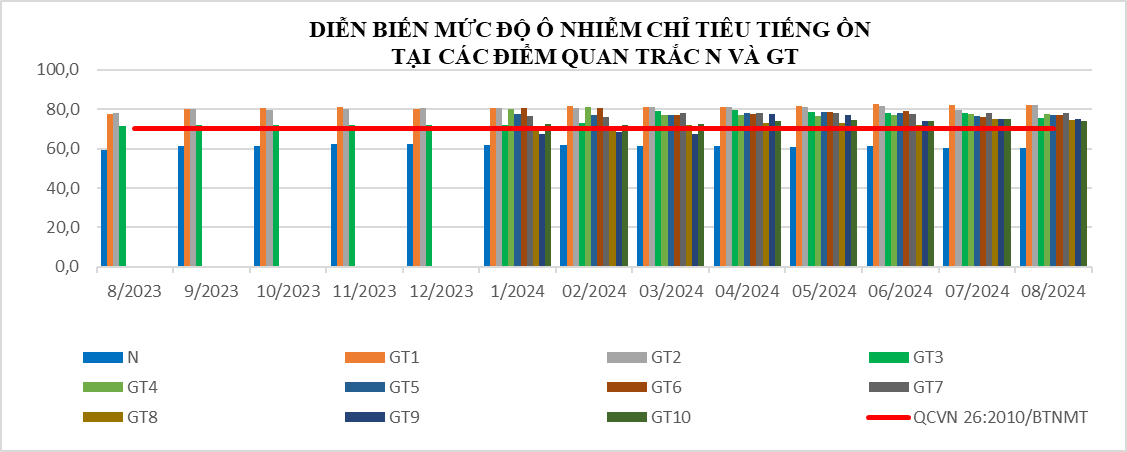 DIỄN BIẾN MỨC ĐỘ Ô NHIỄM CHỈ TIÊU TIẾNG ỒN
TẠI CÁC ĐIỂM QUAN TRẮC N VÀ GT
100,0
80,0
60,0
40,0
20,0
0,0
8/2023 9/2023 10/2023 11/2023 12/2023 1/2024 02/2024 03/2024 04/2024 05/2024 06/2024 07/2024 08/2024
N GT1 GT2 GT3
GT4 GT5 GT6 GT7
GT8 GT9 GT10 QCVN 26:2010/BTNMT